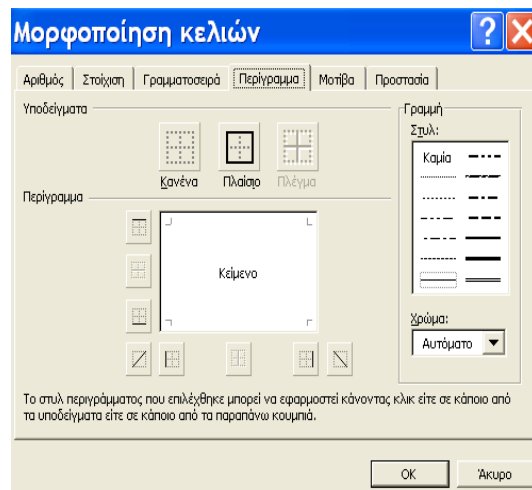 Μορφοποίηση κελιών
Αριθμός Στοίχιση Γραμματοσειρά Περίγραμμα Μοτίβα Προστασία
Υποδείγματα
Κανένα Πλαίσιο Πλέγμα
Περίγραμμα
Κείμενο
Γραμμή
Στυλ:
Καμία
Χρώμα:
Αυτόματο
Το στυλ περιγράμματος που επιλέχθηκε μπορεί να εφαρμοστεί κάνοντας κλικ είτε σε κάποιο από
τα υποδείγματα είτε σε κάποιο από τα παραπάνω κουμπιά.
OK Άκυρο